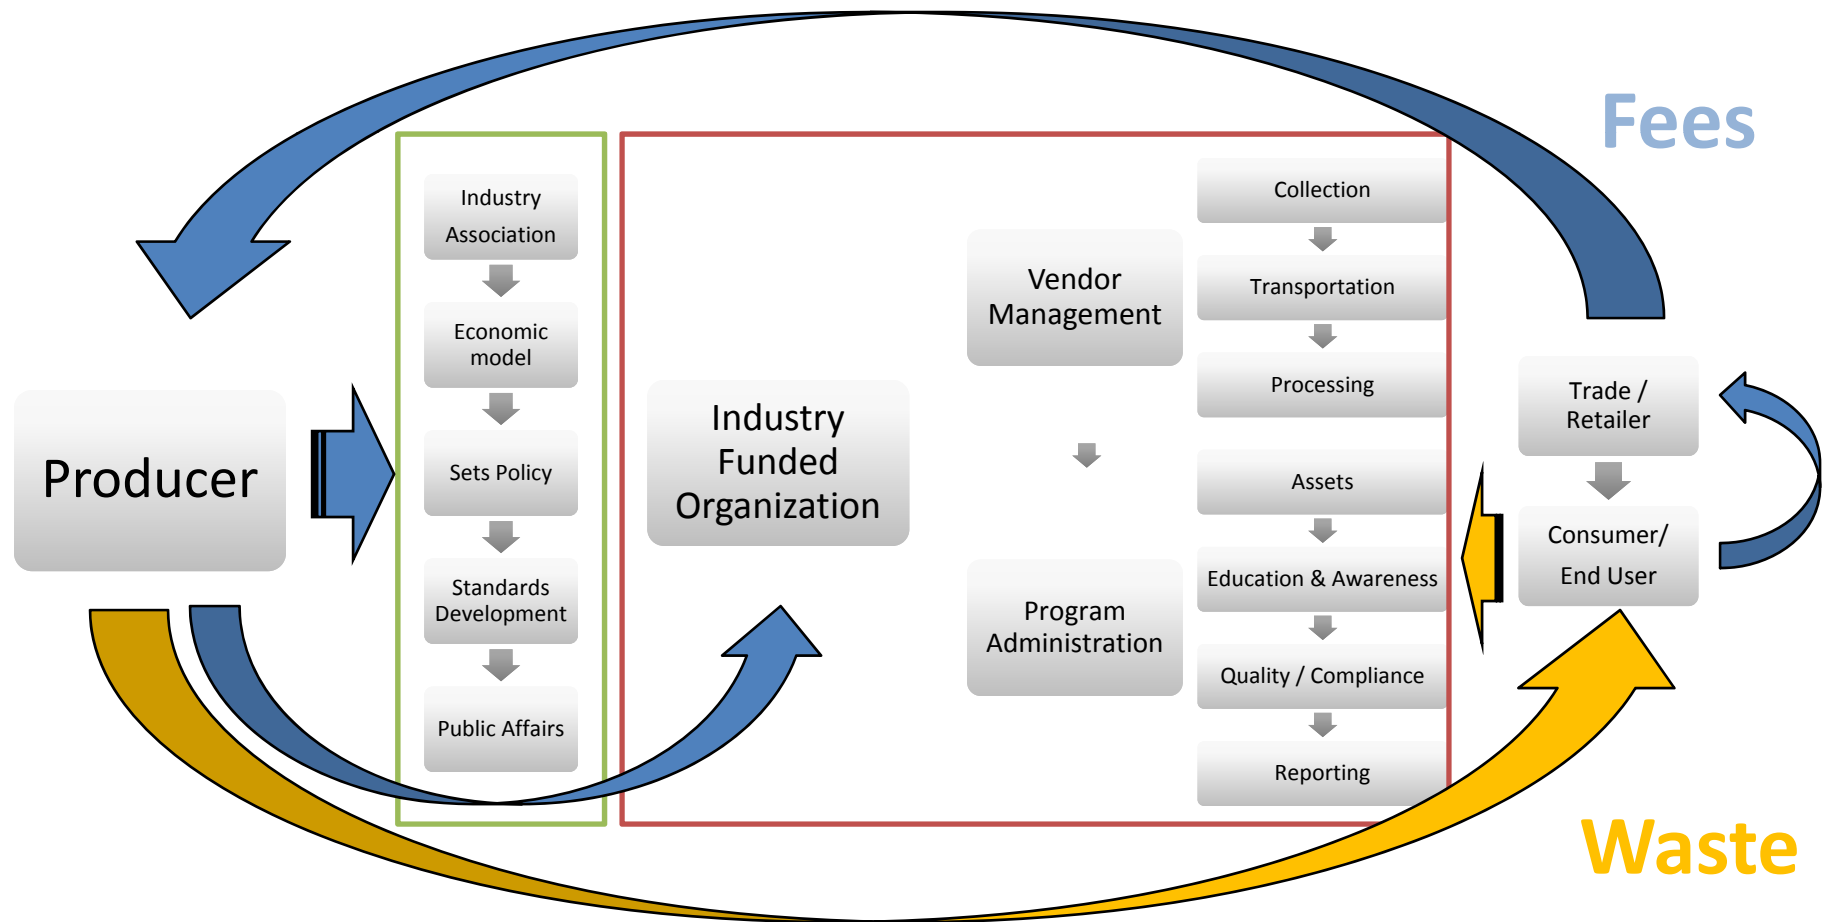 Fees
Producer
Industry
Association
Economic
model
Sets Policy
Standards
Development
Public Affairs
Industry
Funded
Organization
Vendor
Management
Program
Administration
Collection
Transportation
Processing
Assets
Education & Awareness
Quality / Compliance
Reporting
Trade /
Retailer
Consumer/
End User
Waste